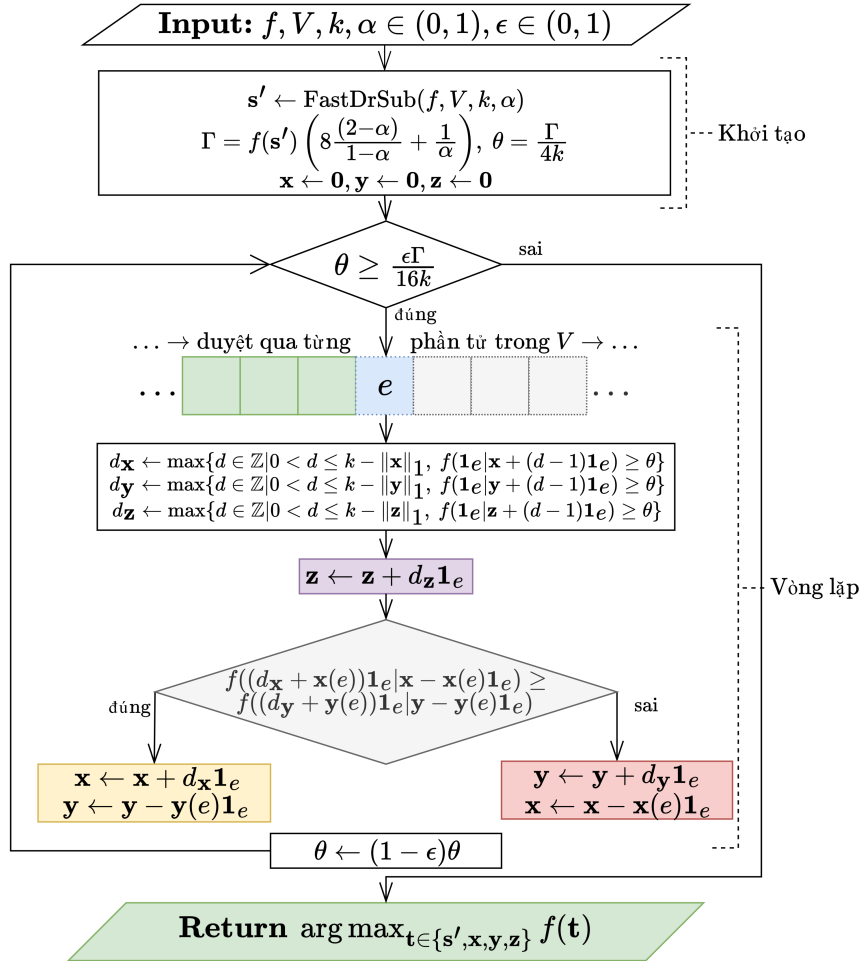 Input: f, V, k, α ∈ (0, 1), ϵ ∈ (0, 1)
s′ ← FastDrSub(f, V, k, α)
Γ = f(s′) (8 (2−α)/(1−α) + 1/α), θ = Γ/4k
x ← 0, y ← 0, z ← 0
Khởi tạo
θ ≥ ϵΓ/16k
sai
đúng
... → duyệt qua từng phần tử trong V → ...
... e ...
d_x ← max{d ∈ ℤ|0 < d ≤ k − ‖x‖₁, f(1_e|x + (d − 1)1_e) ≥ θ}
d_y ← max{d ∈ ℤ|0 < d ≤ k − ‖y‖₁, f(1_e|y + (d − 1)1_e) ≥ θ}
d_z ← max{d ∈ ℤ|0 < d ≤ k − ‖z‖₁, f(1_e|z + (d − 1)1_e) ≥ θ}
z ← z + d_z1_e
Vòng lặp
f((d_x + x(e))1_e|x − x(e)1_e) ≥
f((d_y + y(e))1_e|y − y(e)1_e)
đúng
sai
x ← x + d_x1_e
y ← y − y(e)1_e
y ← y + d_y1_e
x ← x − x(e)1_e
θ ← (1 − ϵ)θ
Return arg max_{t∈{s′,x,y,z}} f(t)